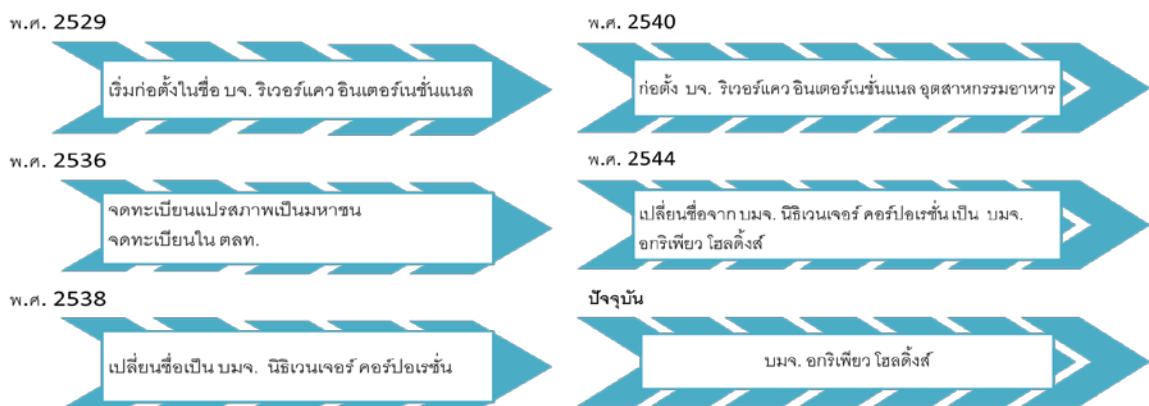 พ.ศ. 2529
เริ่มก่อตั้งในชื่อ บจ. ริเวอร์แคว อินเตอร์เนชั่นแนล
พ.ศ. 2536
จดทะเบียนแปรสภาพเป็นมหาชน
จดทะเบียนใน ตลท.
พ.ศ. 2538
เปลี่ยนชื่อเป็น บมจ. นิธิเวนเจอร์ คอร์ปอเรชั่น
พ.ศ. 2540
ก่อตั้ง บจ. ริเวอร์แคว อินเตอร์เนชั่นแนล อุตสาหกรรมอาหาร
พ.ศ. 2544
เปลี่ยนชื่อจาก บมจ. นิธิเวนเจอร์ คอร์ปอเรชั่น เป็น บมจ.
อกริเพียว โฮลดิ้งส์
ปัจจุบัน
บมจ. อกริเพียว โฮลดิ้งส์